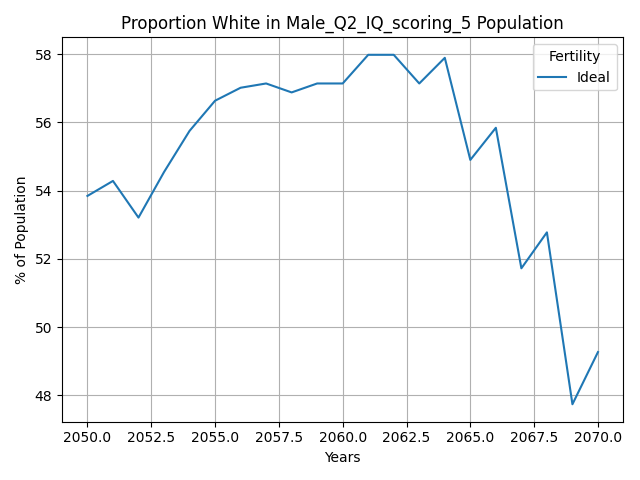 Proportion White in Male_Q2_IQ_scoring_5 Population
Fertility
Ideal
58
56
54
52
50
48
% of Population
2050.0 2052.5 2055.0 2057.5 2060.0 2062.5 2065.0 2067.5 2070.0
Years